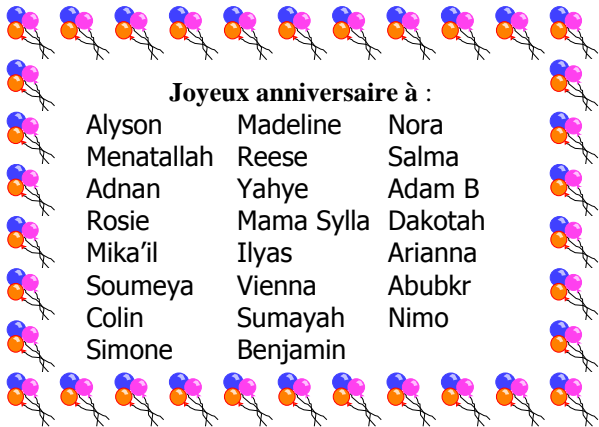 Joyeux anniversaire à :
Alyson Madeline Nora
Menatallah Reese Salma
Adnan Yahye Adam B
Rosie Mama Sylla Dakotah
Mika’il Ilyas Arianna
Soumeya Vienna Abubkr
Colin Sumayah Nimo
Simone Benjamin